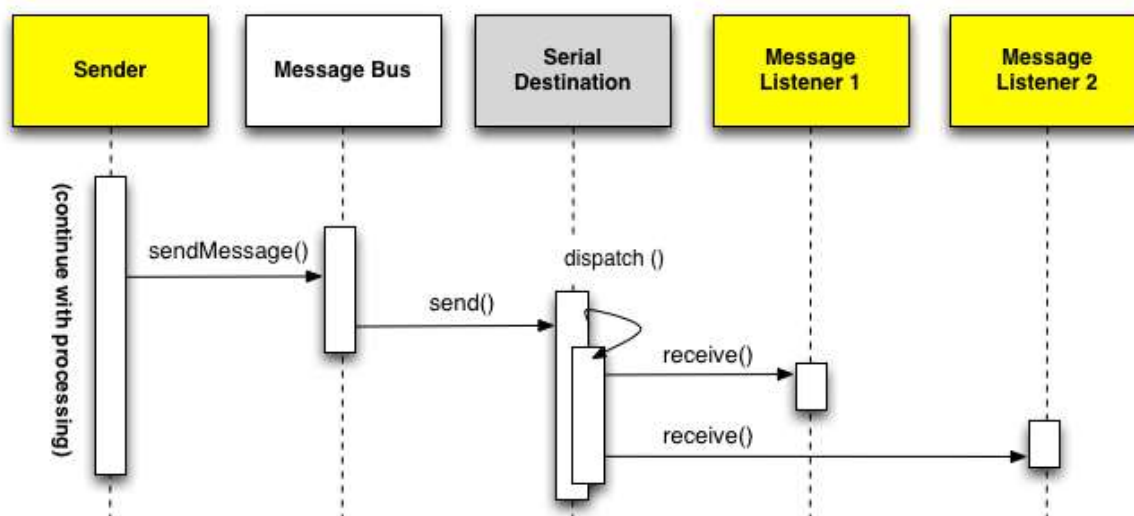 Sender
Message Bus
Serial
Destination
Message
Listener 1
Message
Listener 2
(continue with processing)
sendMessage()
dispatch ()
send()
receive()
receive()